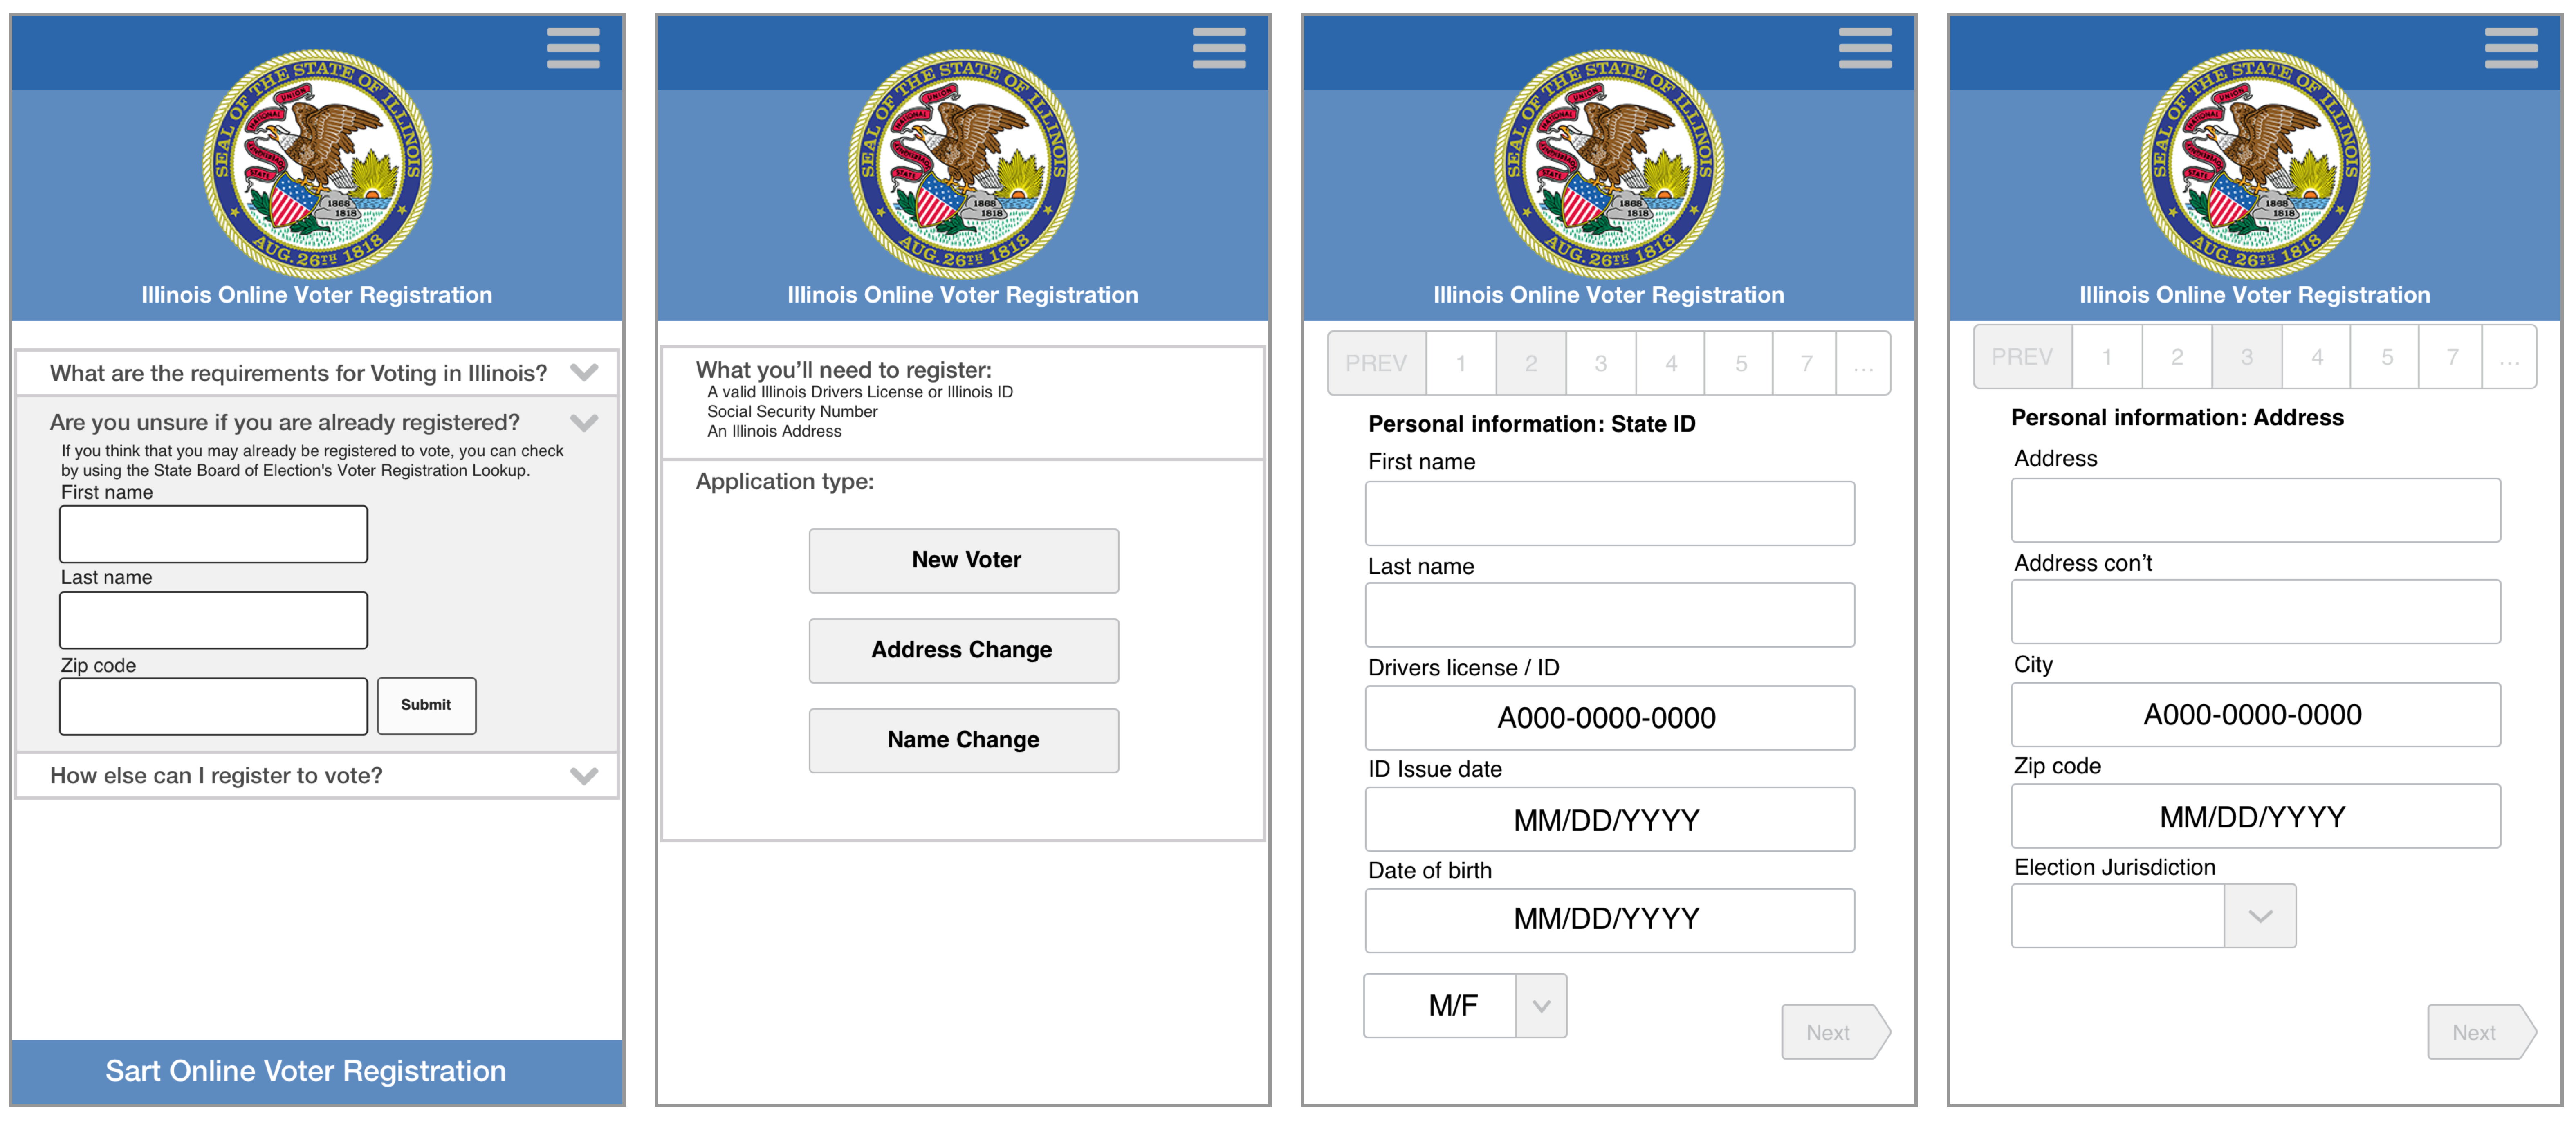 SEAL OF THE STATE OF ILLINOIS
NATIONAL UNION
STATE SOVEREIGNTY
1868
1818
AUG. 26TH 1818
Illinois Online Voter Registration
What are the requirements for Voting in Illinois?
Are you unsure if you are already registered?
If you think that you may already be registered to vote, you can check
by using the State Board of Election's Voter Registration Lookup.
First name
Last name
Zip code
Submit
How else can I register to vote?
Sart Online Voter Registration
SEAL OF THE STATE OF ILLINOIS
NATIONAL UNION
STATE SOVEREIGNTY
1868
1818
AUG. 26TH 1818
Illinois Online Voter Registration
What you’ll need to register:
A valid Illinois Drivers License or Illinois ID
Social Security Number
An Illinois Address
Application type:
New Voter
Address Change
Name Change
SEAL OF THE STATE OF ILLINOIS
NATIONAL UNION
STATE SOVEREIGNTY
1868
1818
AUG. 26TH 1818
Illinois Online Voter Registration
PREV 1 2 3 4 5 7 ...
Personal information: State ID
First name
Last name
Drivers license / ID
A000-0000-0000
ID Issue date
MM/DD/YYYY
Date of birth
MM/DD/YYYY
M/F
Next
SEAL OF THE STATE OF ILLINOIS
NATIONAL UNION
STATE SOVEREIGNTY
1868
1818
AUG. 26TH 1818
Illinois Online Voter Registration
PREV 1 2 3 4 5 7 ...
Personal information: Address
Address
Address con’t
City
A000-0000-0000
Zip code
MM/DD/YYYY
Election Jurisdiction
Next